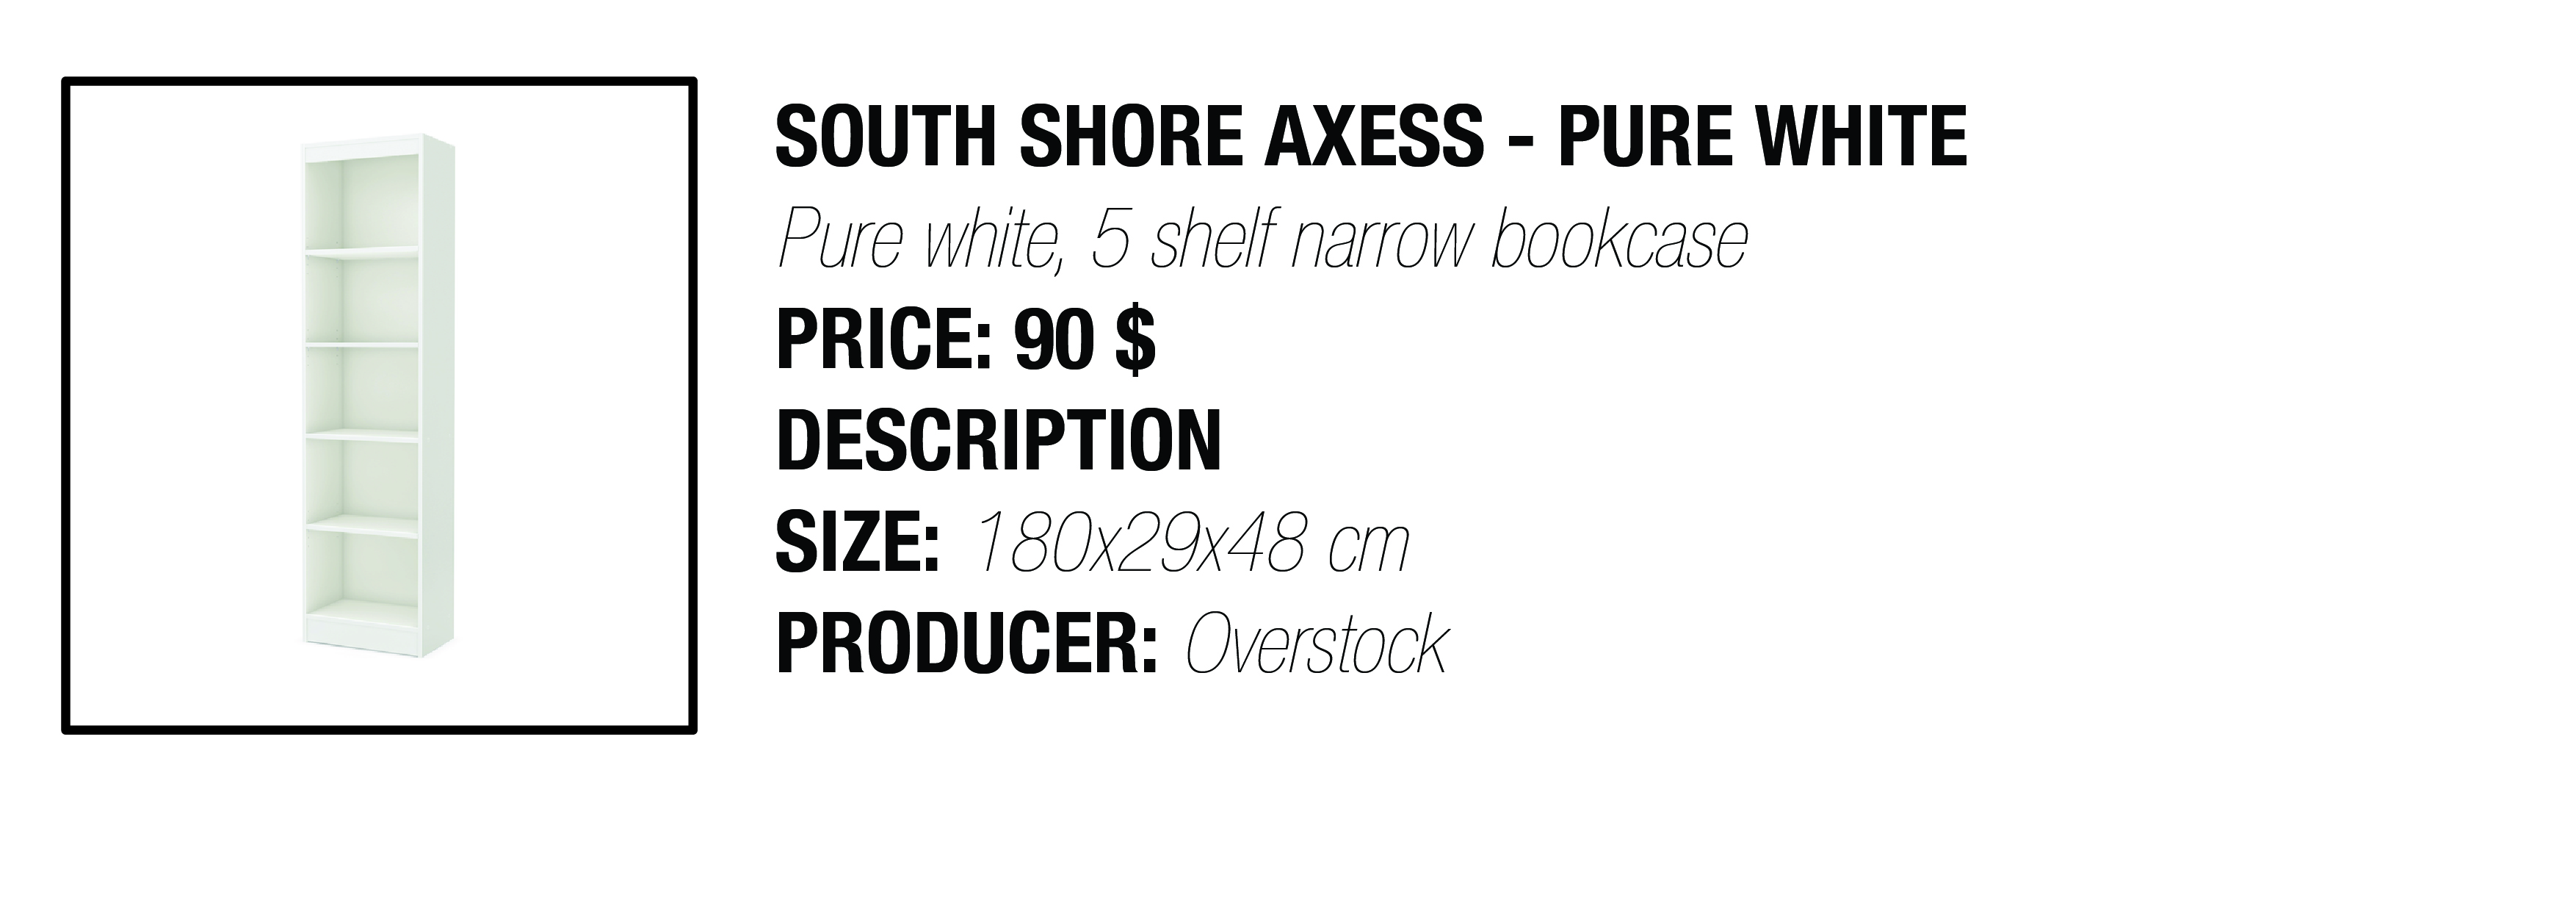 SOUTH SHORE AXESS - PURE WHITE
Pure white, 5 shelf narrow bookcase
PRICE: 90 $
DESCRIPTION
SIZE: 180x29x48 cm
PRODUCER: Overstock